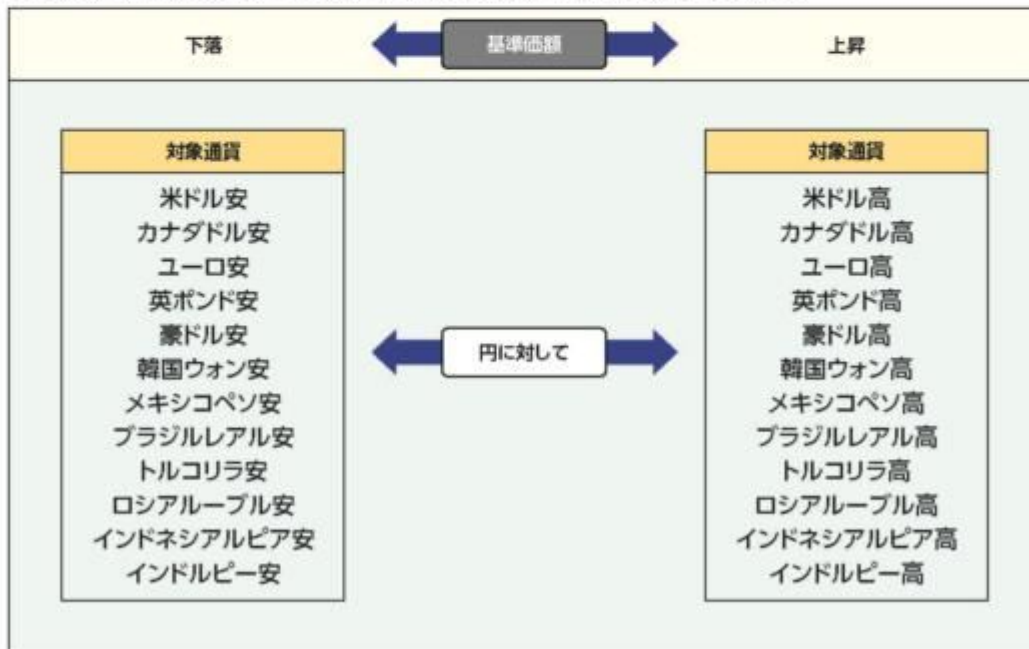 下落
基準価額
上昇
対象通貨
米ドル安
カナダドル安
ユーロ安
英ポンド安
豪ドル安
韓国ウォン安
メキシコペソ安
ブラジルレアル安
トルコリラ安
ロシアルーブル安
インドネシアルピア安
インドルピー安
円に対して
対象通貨
米ドル高
カナダドル高
ユーロ高
英ポンド高
豪ドル高
韓国ウォン高
メキシコペソ高
ブラジルレアル高
トルコリラ高
ロシアルーブル高
インドネシアルピア高
インドルピー高